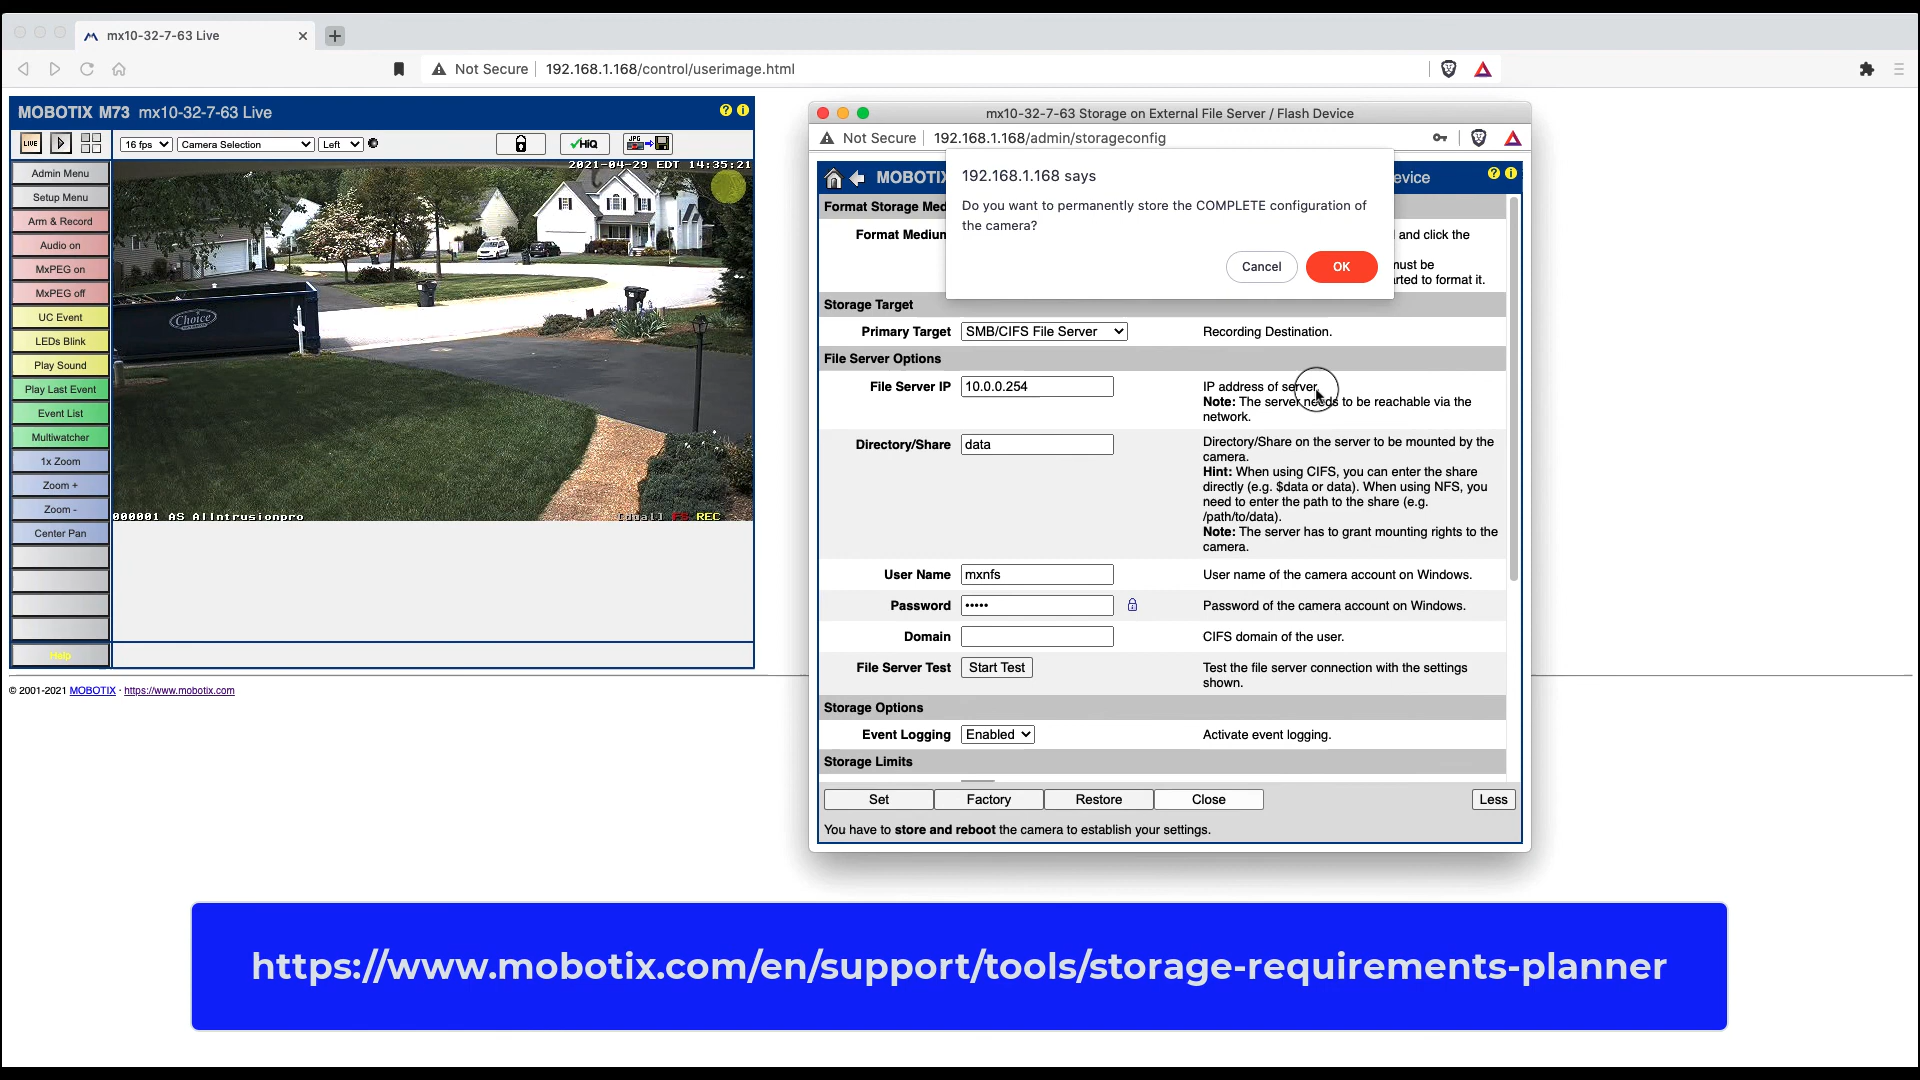 mx10-32-7-63 Live
Not Secure 192.168.1.168/control/userimage.html
MOBOTIX M73 mx10-32-7-63 Live
LIVE
16 fps Camera Selection Left HiQ JPG
2021-04-29 EDT 14:35:21
Choice
000001 AS AIIntrusionpro
REC
Admin Menu
Setup Menu
Arm & Record
Audio on
MxPEG on
MxPEG off
UC Event
LEDs Blink
Play Sound
Play Last Event
Event List
Multiwatcher
1x Zoom
Zoom +
Zoom -
Center Pan
Help
© 2001-2021 MOBOTIX · https://www.mobotix.com
mx10-32-7-63 Storage on External File Server / Flash Device
Not Secure 192.168.1.168/admin/storageconfig
192.168.1.168 says
Do you want to permanently store the COMPLETE configuration of
the camera?
Cancel OK
Format Storage
Format Medium and click the
must be
to format it.
Storage Target
Primary Target SMB/CIFS File Server Recording Destination.
File Server Options
File Server IP 10.0.0.254 IP address of server.
Note: The server needs to be reachable via the
network.
Directory/Share data Directory/Share on the server to be mounted by the
camera.
Hint: When using CIFS, you can enter the share
directly (e.g. $data or data). When using NFS, you
need to enter the path to the share (e.g.
/path/to/data).
Note: The server has to grant mounting rights to the
camera.
User Name mxnfs User name of the camera account on Windows.
Password ••••• Password of the camera account on Windows.
Domain CIFS domain of the user.
File Server Test Start Test Test the file server connection with the settings
shown.
Storage Options
Event Logging Enabled Activate event logging.
Storage Limits
Set Factory Restore Close Less
You have to store and reboot the camera to establish your settings.
https://www.mobotix.com/en/support/tools/storage-requirements-planner